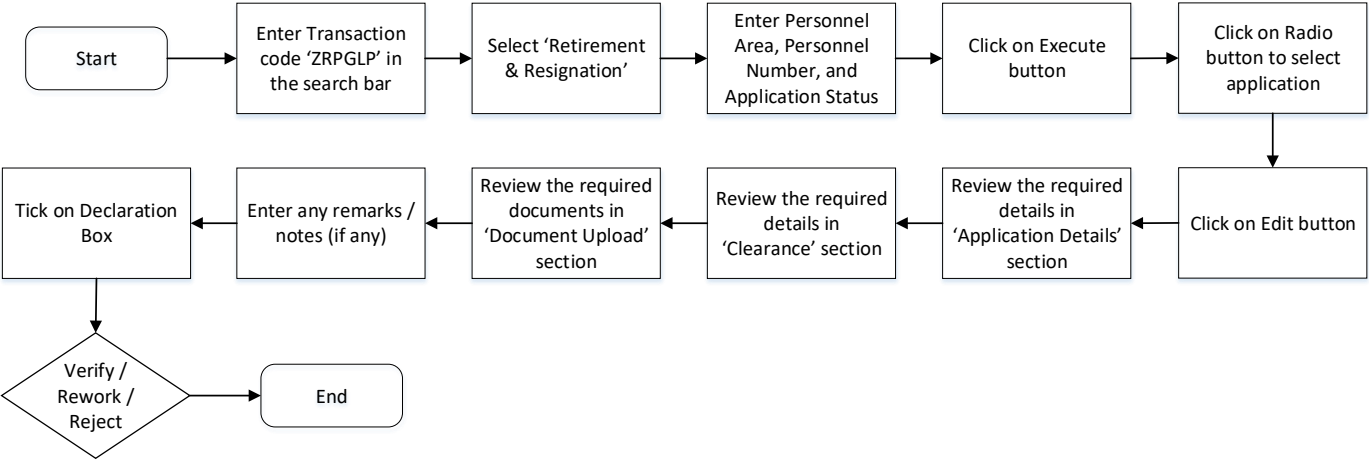 Start
Enter Transaction
code ‘ZRPGLP’ in
the search bar
Select ‘Retirement
& Resignation’
Enter Personnel
Area, Personnel
Number, and
Application Status
Click on Execute
button
Click on Radio
button to select
application
Click on Edit button
Review the required
details in
‘Application Details’
section
Review the required
details in
‘Clearance’ section
Review the required
documents in
‘Document Upload’
section
Enter any remarks /
notes (if any)
Tick on Declaration
Box
Verify /
Rework /
Reject
End